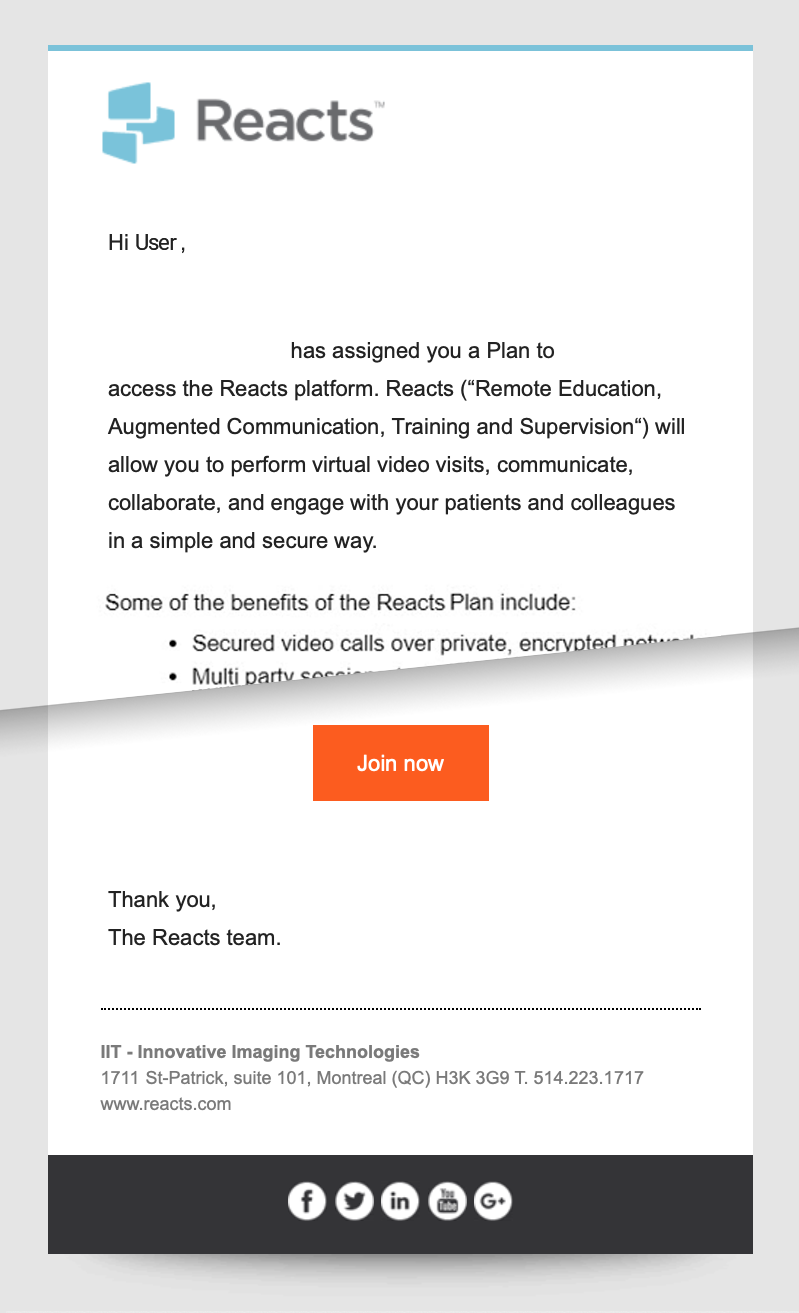 Reacts™
Hi User,
has assigned you a Plan to
access the Reacts platform. Reacts (“Remote Education,
Augmented Communication, Training and Supervision“) will
allow you to perform virtual video visits, communicate,
collaborate, and engage with your patients and colleagues
in a simple and secure way.
Some of the benefits of the Reacts Plan include:
• Secured video calls over private, encrypted
• Multi party
Join now
Thank you,
The Reacts team.
IIT - Innovative Imaging Technologies
1711 St-Patrick, suite 101, Montreal (QC) H3K 3G9 T. 514.223.1717
www.reacts.com
f in You Tube G+